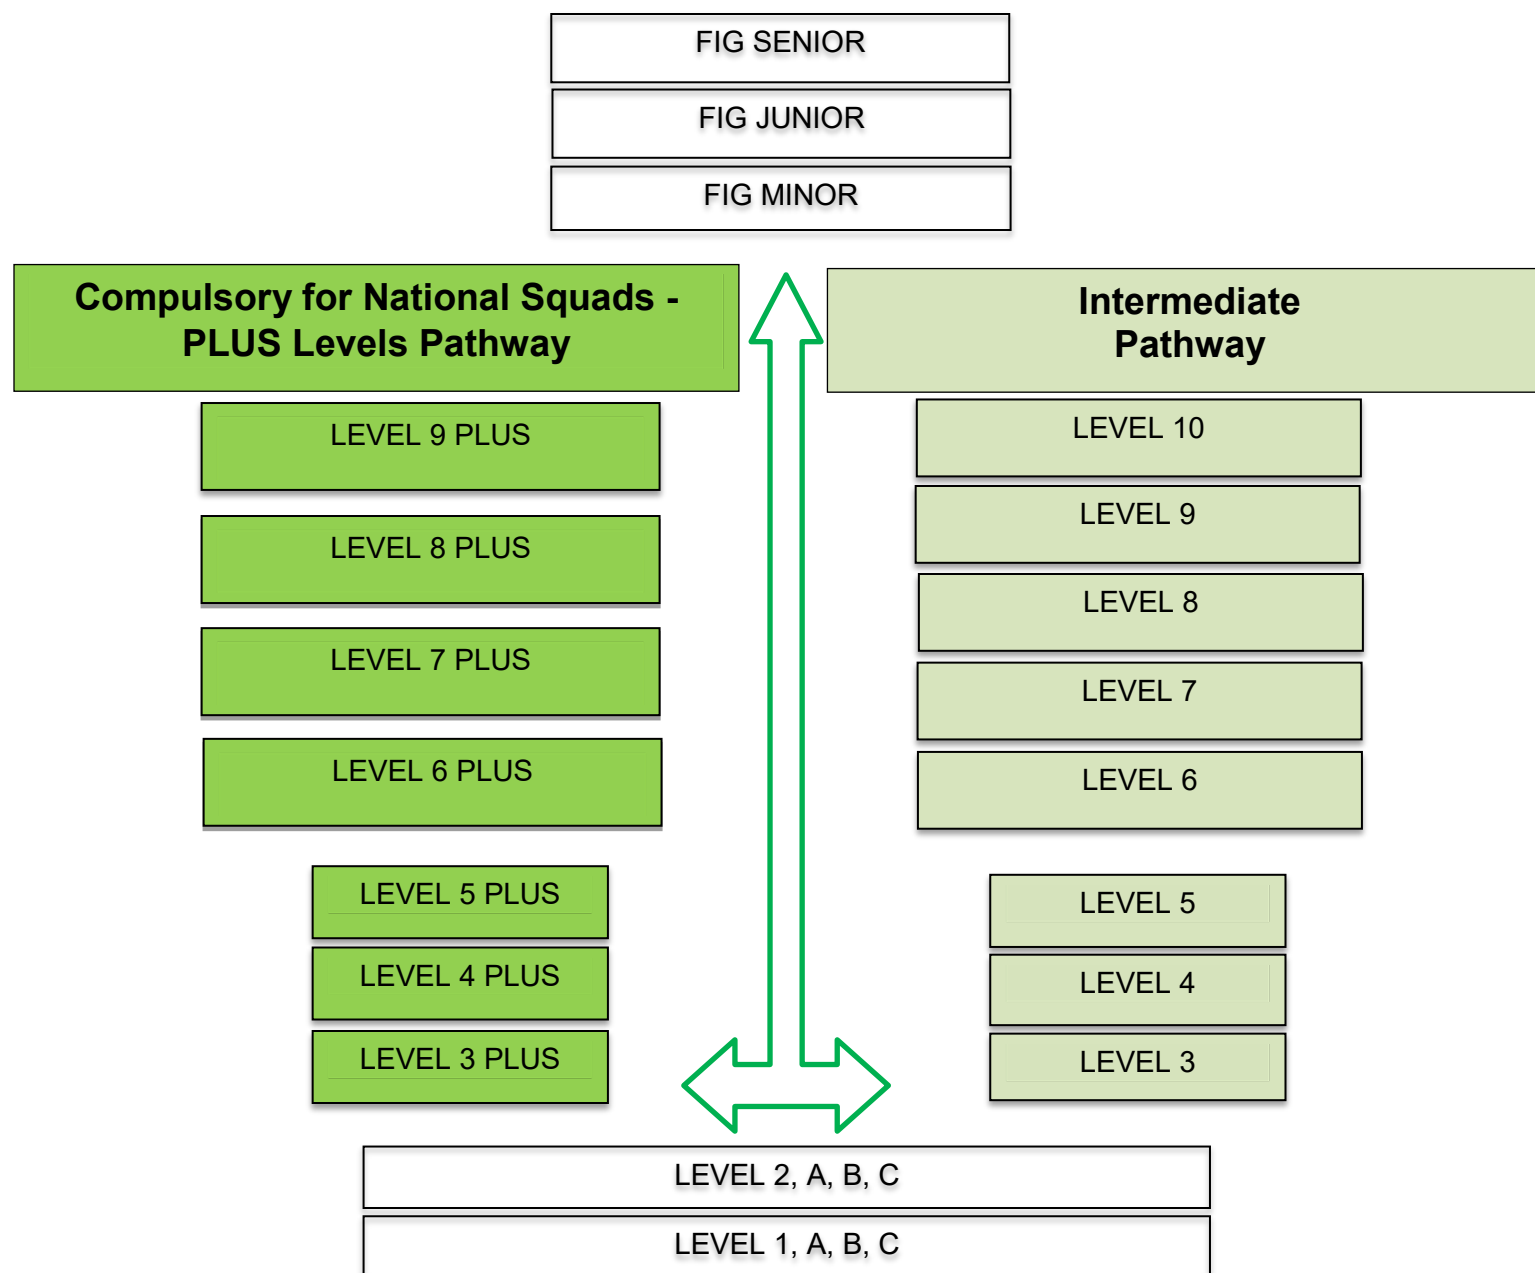 FIG SENIOR
FIG JUNIOR
FIG MINOR
Compulsory for National Squads -
PLUS Levels Pathway
LEVEL 9 PLUS
LEVEL 8 PLUS
LEVEL 7 PLUS
LEVEL 6 PLUS
LEVEL 5 PLUS
LEVEL 4 PLUS
LEVEL 3 PLUS
Intermediate
Pathway
LEVEL 10
LEVEL 9
LEVEL 8
LEVEL 7
LEVEL 6
LEVEL 5
LEVEL 4
LEVEL 3
LEVEL 2, A, B, C
LEVEL 1, A, B, C